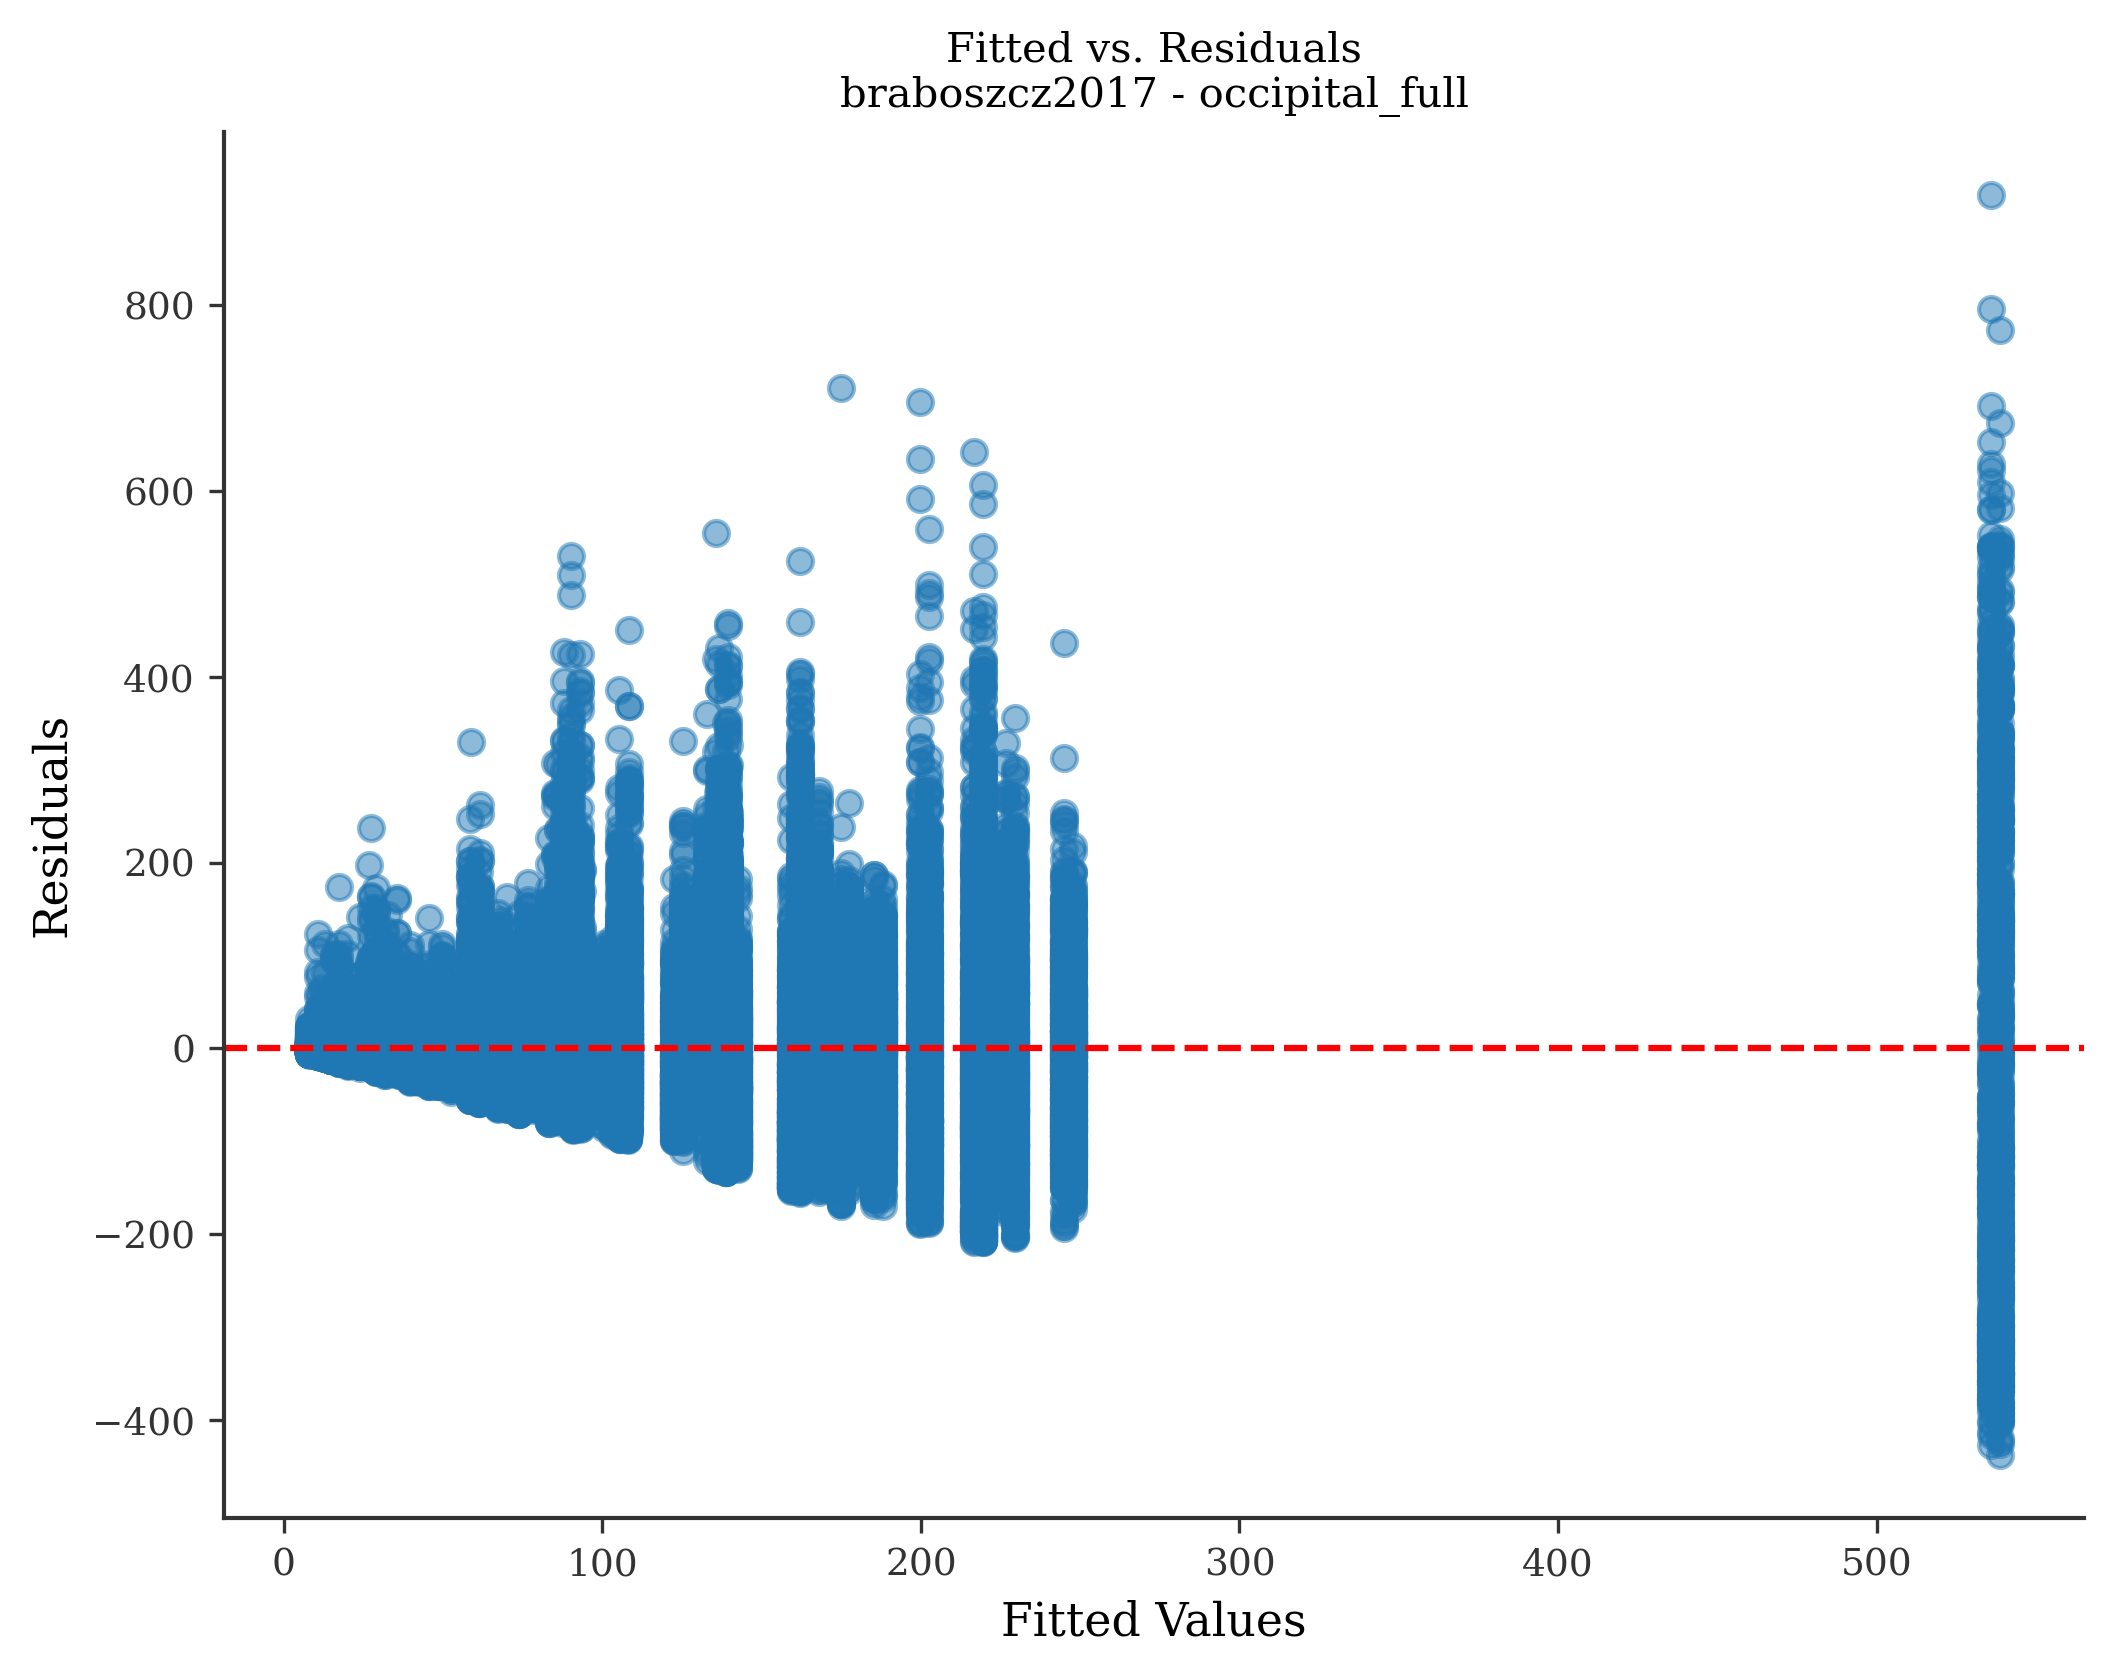 Fitted vs. Residuals
braboszcz2017 - occipital_full
Residuals
800
600
400
200
0
−200
−400
0 100 200 300 400 500
Fitted Values